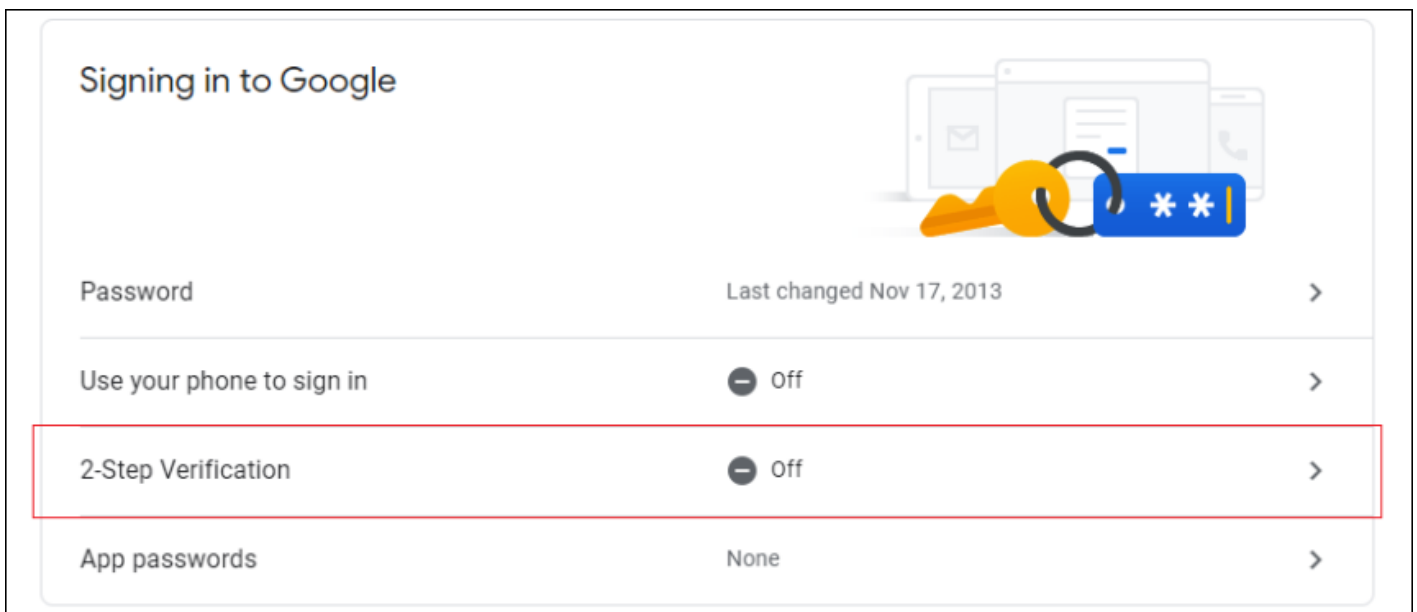 Signing in to Google
**
Password Last changed Nov 17, 2013
Use your phone to sign in Off
2-Step Verification Off
App passwords None